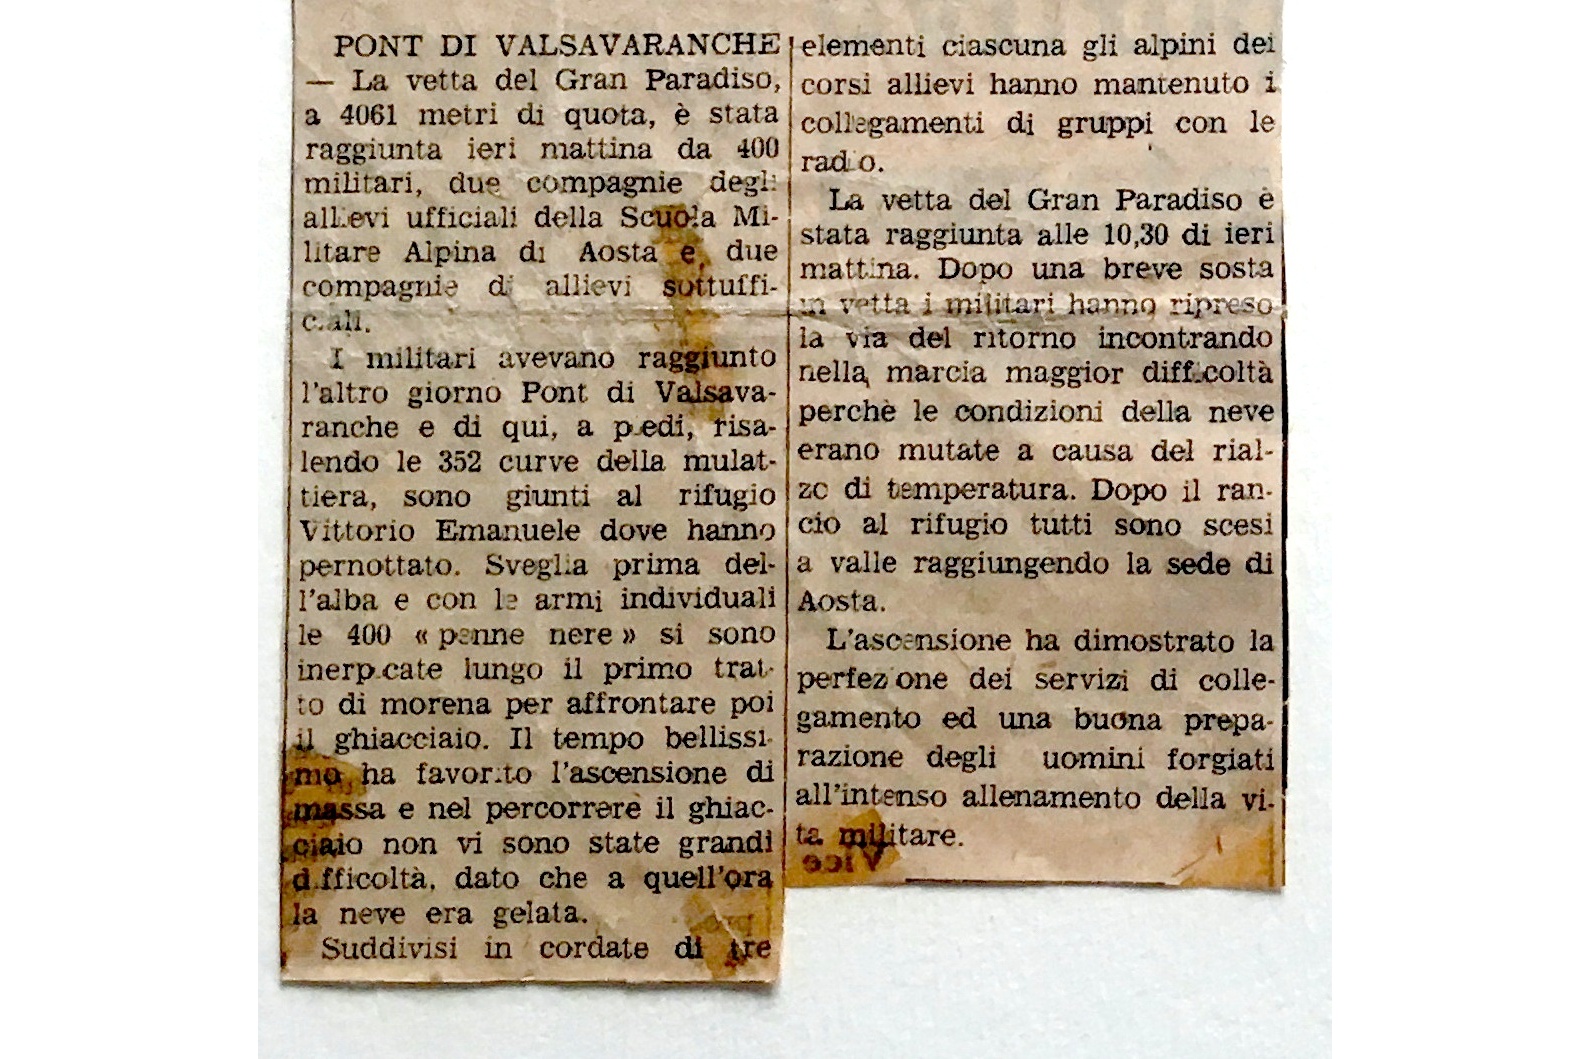 PONT DI VALSAVARANCHE
— La vetta del Gran Paradiso,
a 4061 metri di quota, è stata
raggiunta ieri mattina da 400
militari, due compagnie degli
allievi ufficiali della Scuola Mi-
litare Alpina di Aosta e, due
compagnie di allievi sottuffi-
ciali.
I militari avevano raggiunto
l'altro giorno Pont di Valsava-
ranche e di qui, a piedi, risa-
lendo le 352 curve della mulat-
tiera, sono giunti al rifugio
Vittorio Emanuele dove hanno
pernottato. Sveglia prima del-
l'alba e con le armi individuali
le 400 « penne nere » si sono
inerpicate lungo il primo trat-
to di morena per affrontare poi
il ghiacciaio. Il tempo bellissi-
mo ha favorito l'ascensione di
massa e nel percorrere il ghiac-
ciaio non vi sono state grandi
difficoltà, dato che a quell'ora
la neve era gelata.
Suddivisi in cordate di tre
elementi ciascuna gli alpini dei
corsi allievi hanno mantenuto i
collegamenti di gruppi con le
radio.
La vetta del Gran Paradiso è
stata raggiunta alle 10,30 di ieri
mattina. Dopo una breve sosta
in vetta i militari hanno ripreso
la via del ritorno incontrando
nella marcia maggior difficoltà
perchè le condizioni della neve
erano mutate a causa del rial-
zo di temperatura. Dopo il ran-
cio al rifugio tutti sono scesi
a valle raggiungendo la sede di
Aosta.
L'ascensione ha dimostrato la
perfezione dei servizi di colle-
gamento ed una buona prepa-
razione degli uomini forgiati
all'intenso allenamento della vi-
ta militare.